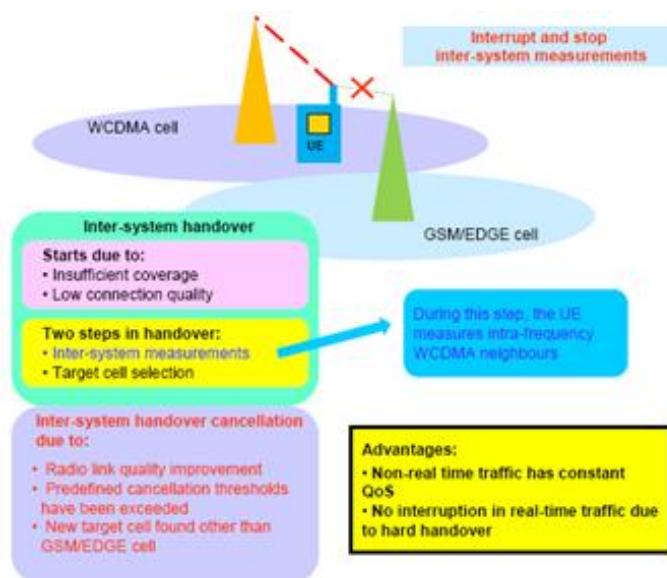 Interrupt and stop
inter-system measurements
WCDMA cell
UE
GSM/EDGE cell
Inter-system handover
Starts due to:
• Insufficient coverage
• Low connection quality
Two steps in handover:
• Inter-system measurements
• Target cell selection
During this step, the UE
measures intra-frequency
WCDMA neighbours
Inter-system handover cancellation
due to:
• Radio link quality improvement
• Predefined cancellation thresholds
have been exceeded
• New target cell found other than
GSM/EDGE cell
Advantages:
• Non-real time traffic has constant
QoS
• No interruption in real-time traffic due
to hard handover